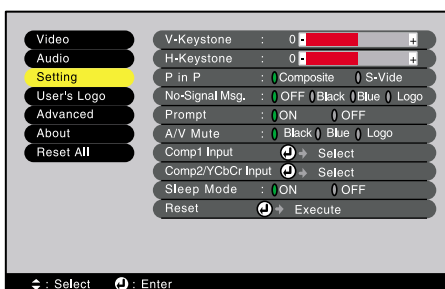 Video
Audio
Setting
User's Logo
Advanced
About
Reset All
V-Keystone : 0 - +
H-Keystone : 0 - +
P in P : Composite S-Vide
No-Signal Msg. : OFF Black Blue Logo
Prompt : ON OFF
A/V Mute : Black Blue Logo
Comp1 Input Select
Comp2/YCbCr Input Select
Sleep Mode : ON OFF
Reset Execute
: Select : Enter